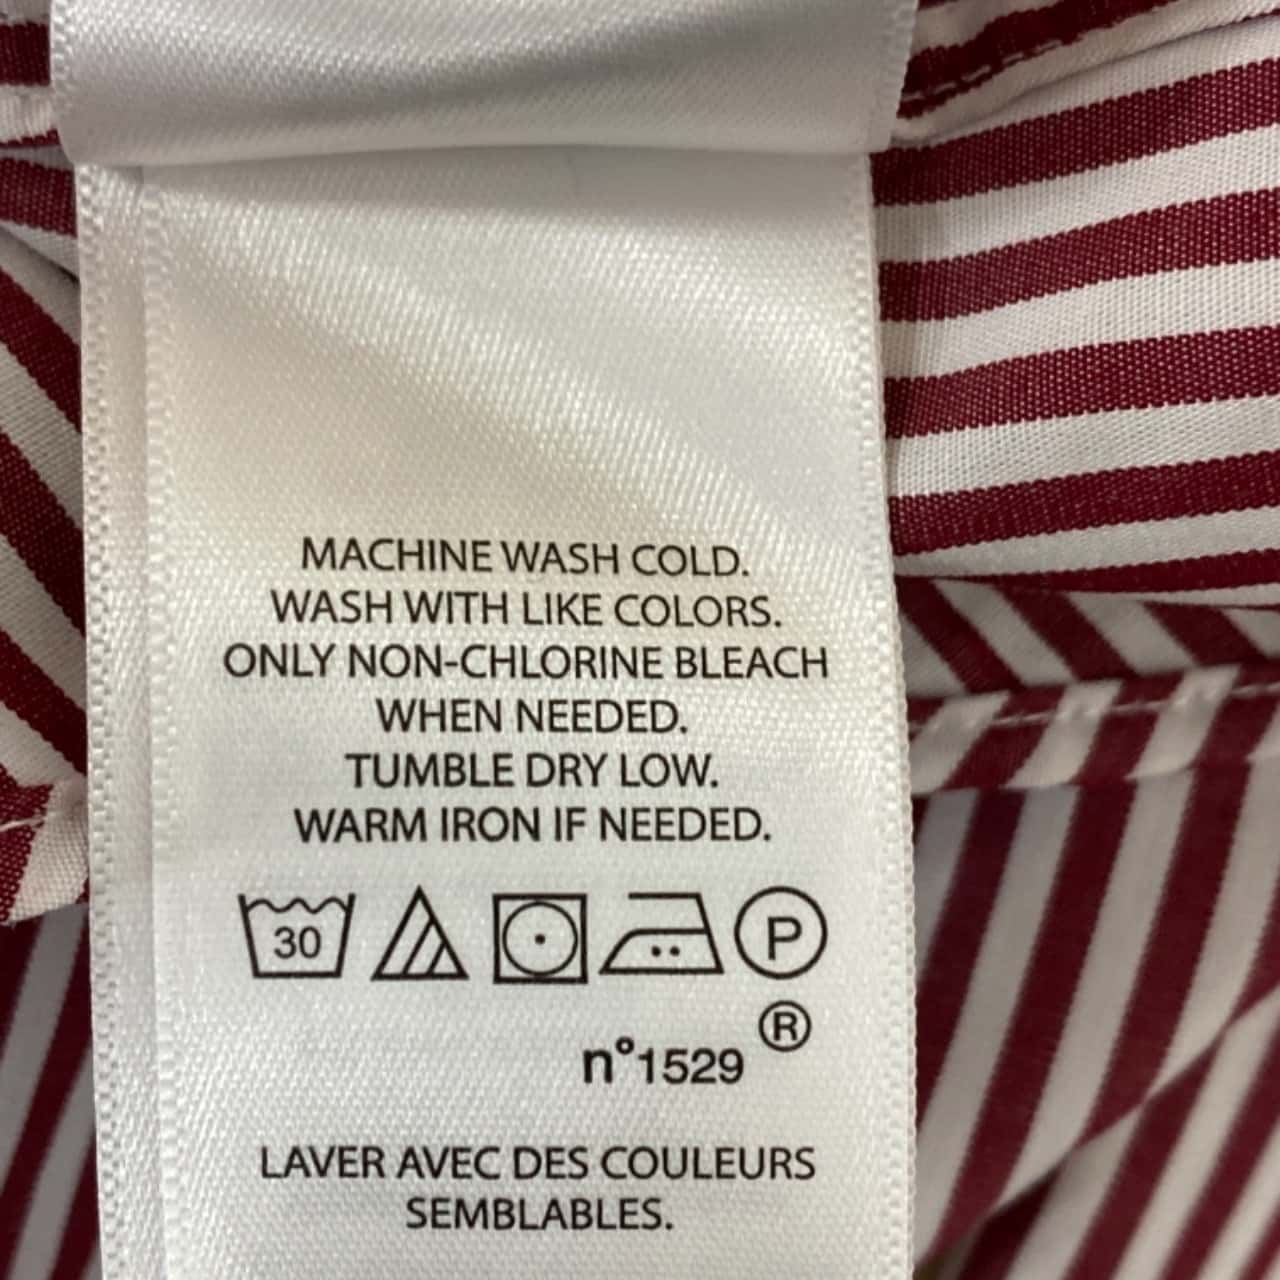 MACHINE WASH COLD.
WASH WITH LIKE COLORS.
ONLY NON-CHLORINE BLEACH
WHEN NEEDED.
TUMBLE DRY LOW.
WARM IRON IF NEEDED.
30 P
®
n°1529
LAVER AVEC DES COULEURS
SEMBLABLES.